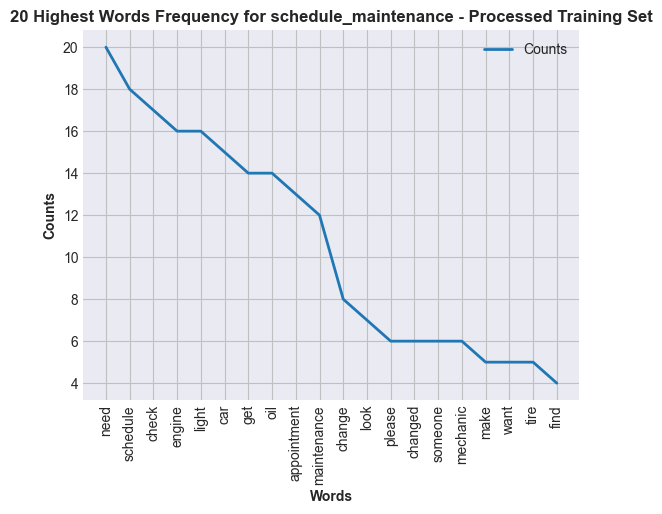 20 Highest Words Frequency for schedule_maintenance - Processed Training Set
Counts
Counts
20
18
16
14
12
10
8
6
4
need
schedule
check
engine
light
car
get
oil
appointment
maintenance
change
look
please
changed
someone
mechanic
make
want
tire
find
Words